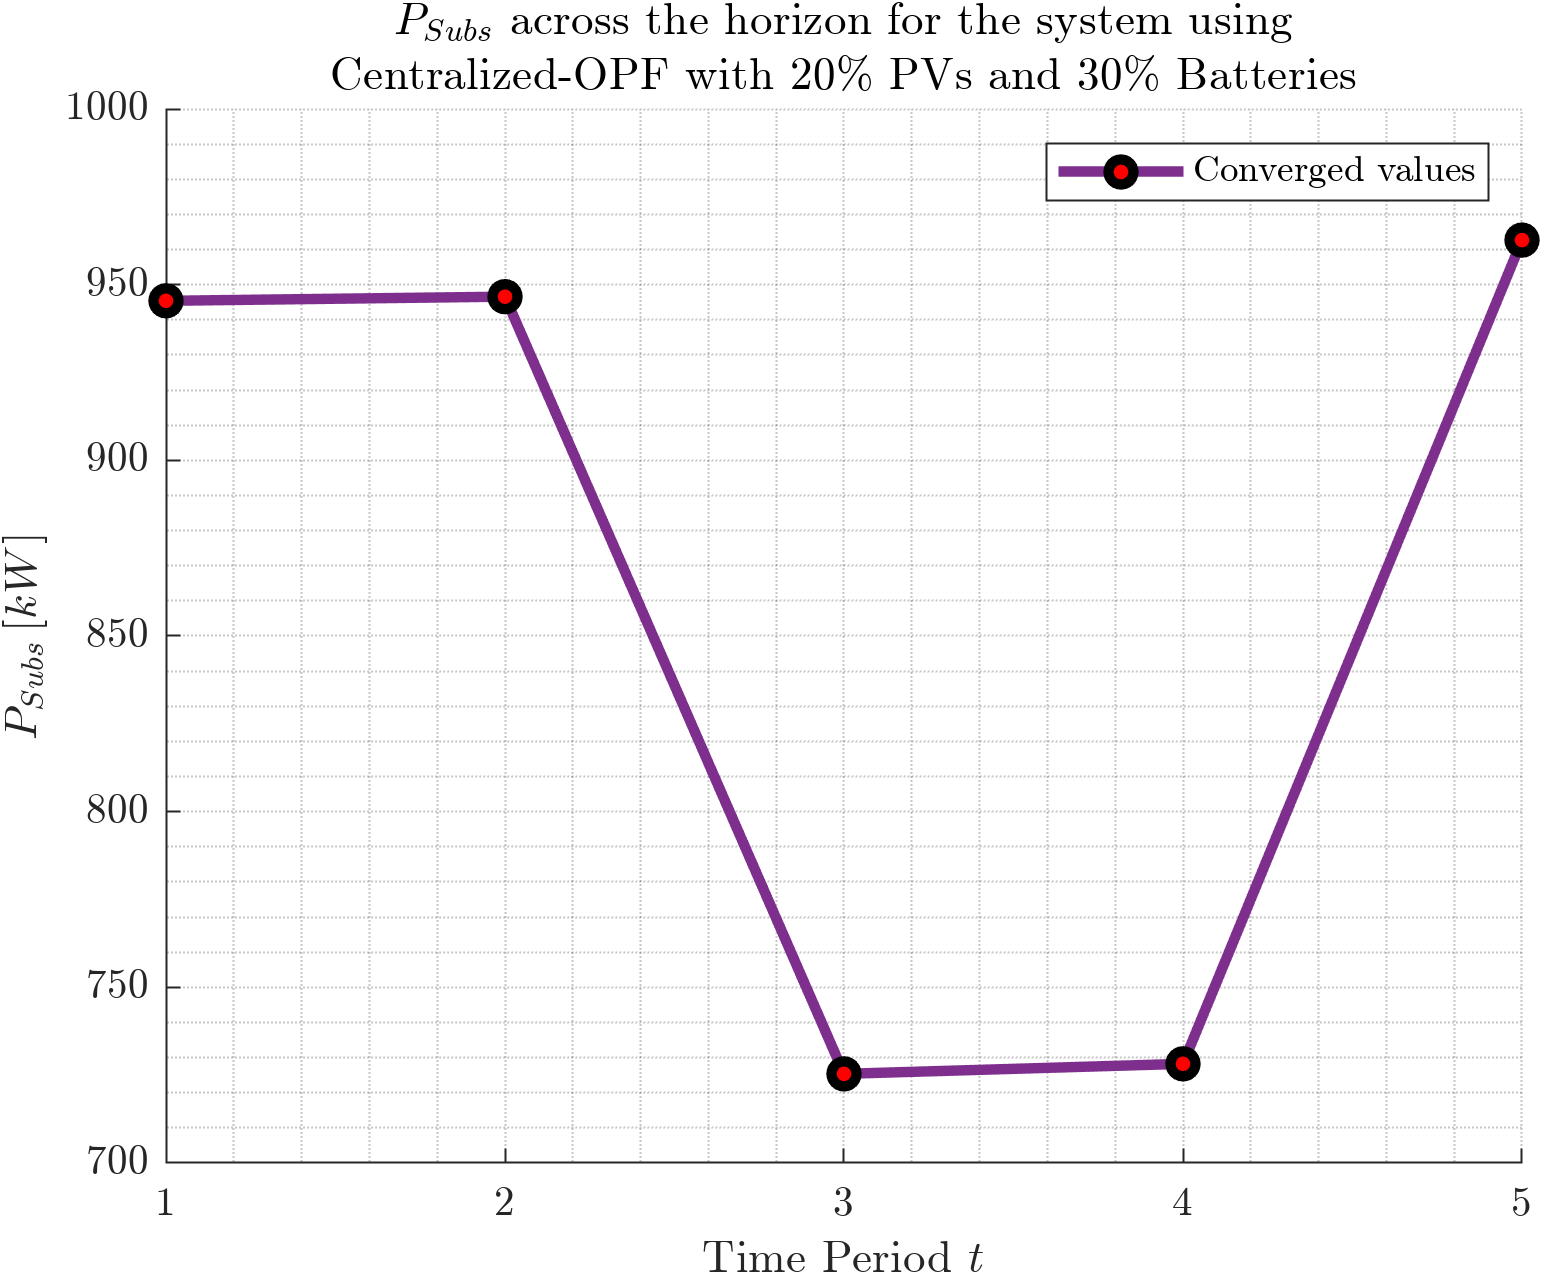 P_Subs across the horizon for the system using
Centralized-OPF with 20% PVs and 30% Batteries
1000
950
900
850
800
750
700
P_Subs [kW]
Converged values
1 2 3 4 5
Time Period t